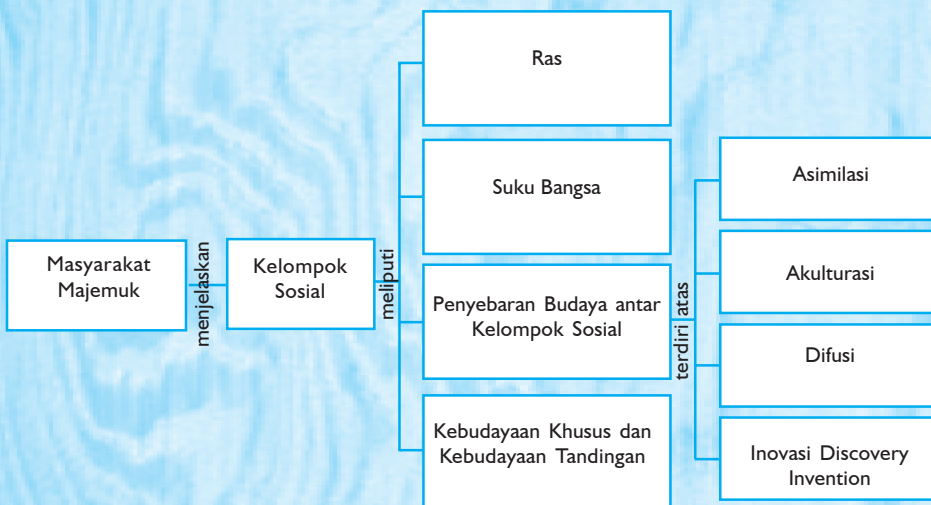 Masyarakat
Majemuk
menjelaskan
Kelompok
Sosial
meliputi
Ras
Suku Bangsa
Penyebaran Budaya antar
Kelompok Sosial
Kebudayaan Khusus dan
Kebudayaan Tandingan
terdiri atas
Asimilasi
Akulturasi
Difusi
Inovasi Discovery
Invention